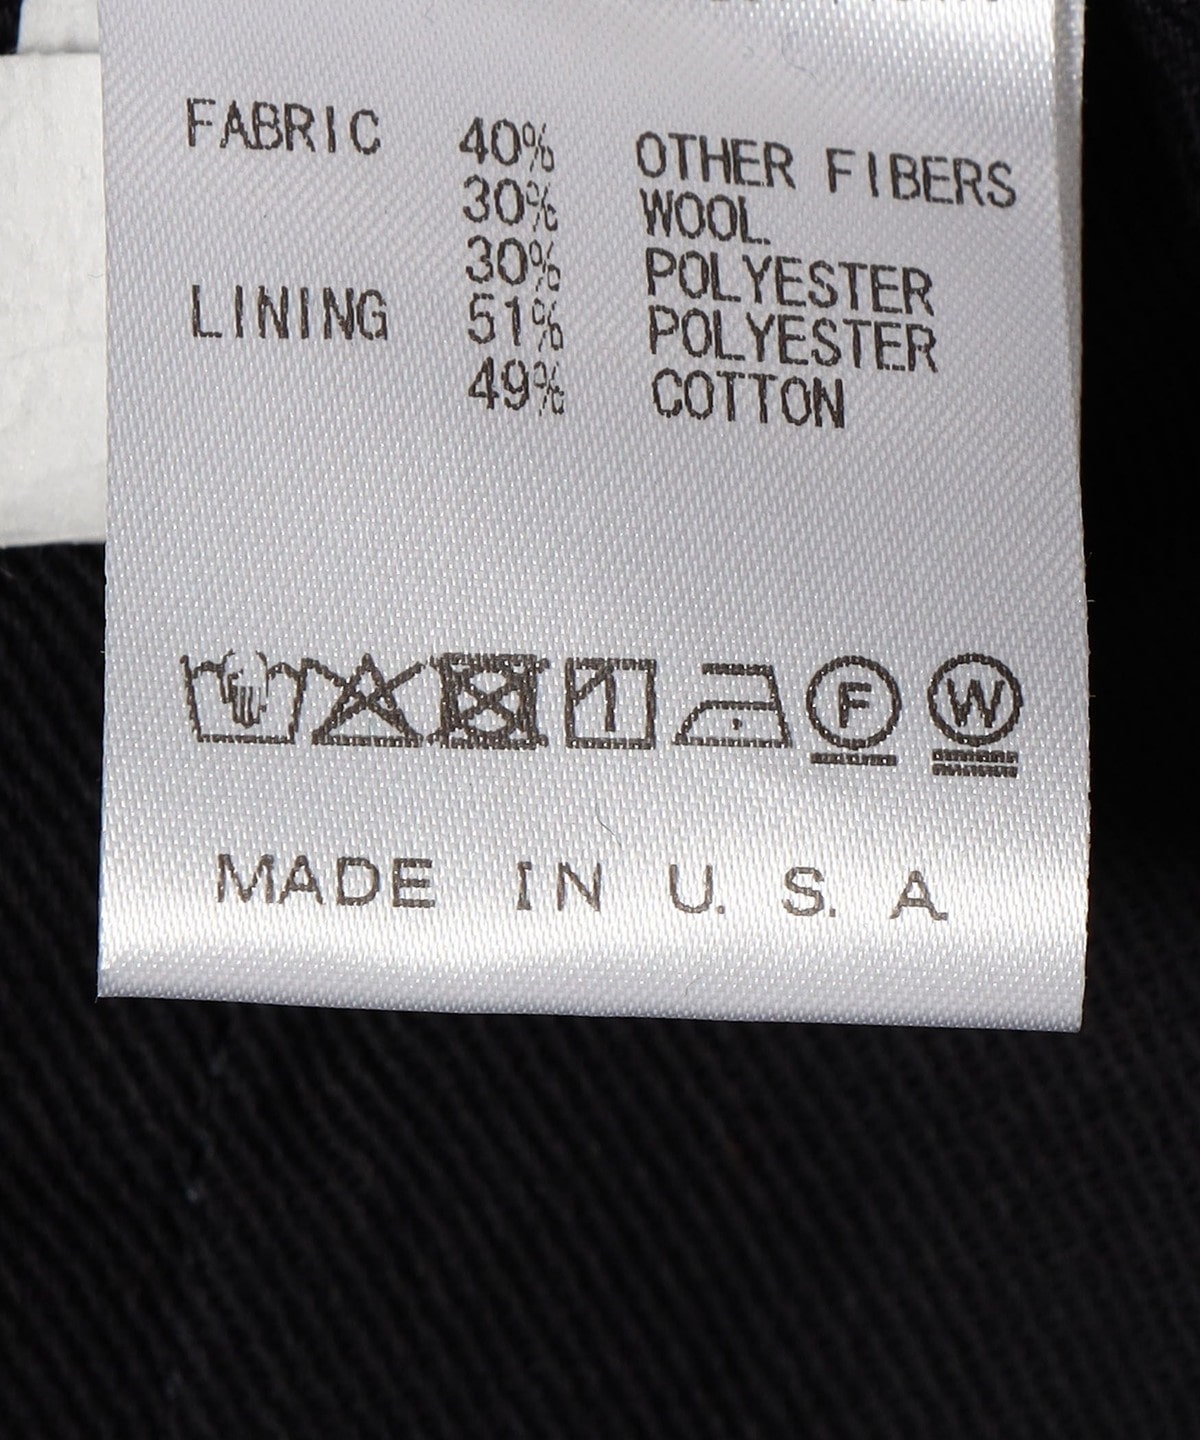 FABRIC 40% OTHER FIBERS
30% WOOL
30% POLYESTER
LINING 51% POLYESTER
49% COTTON
F W
MADE IN U.S.A.